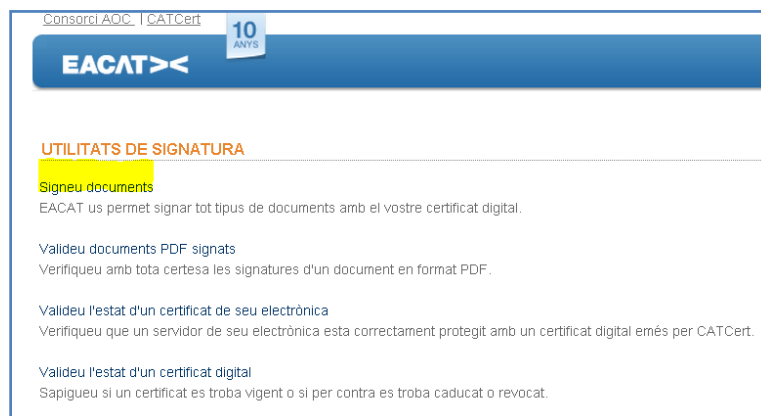 Consorci AOC | CATCert
10
ANYS
EACAT
UTILITATS DE SIGNATURA
Signeu documents
EACAT us permet signar tot tipus de documents amb el vostre certificat digital.
Valideu documents PDF signats
Verifiqueu amb tota certesa les signatures d'un document en format PDF.
Valideu l'estat d'un certificat de seu electrònica
Verifiqueu que un servidor de seu electrònica esta correctament protegit amb un certificat digital emés per CATCert.
Valideu l'estat d'un certificat digital
Sapigueu si un certificat es troba vigent o si per contra es troba caducat o revocat.